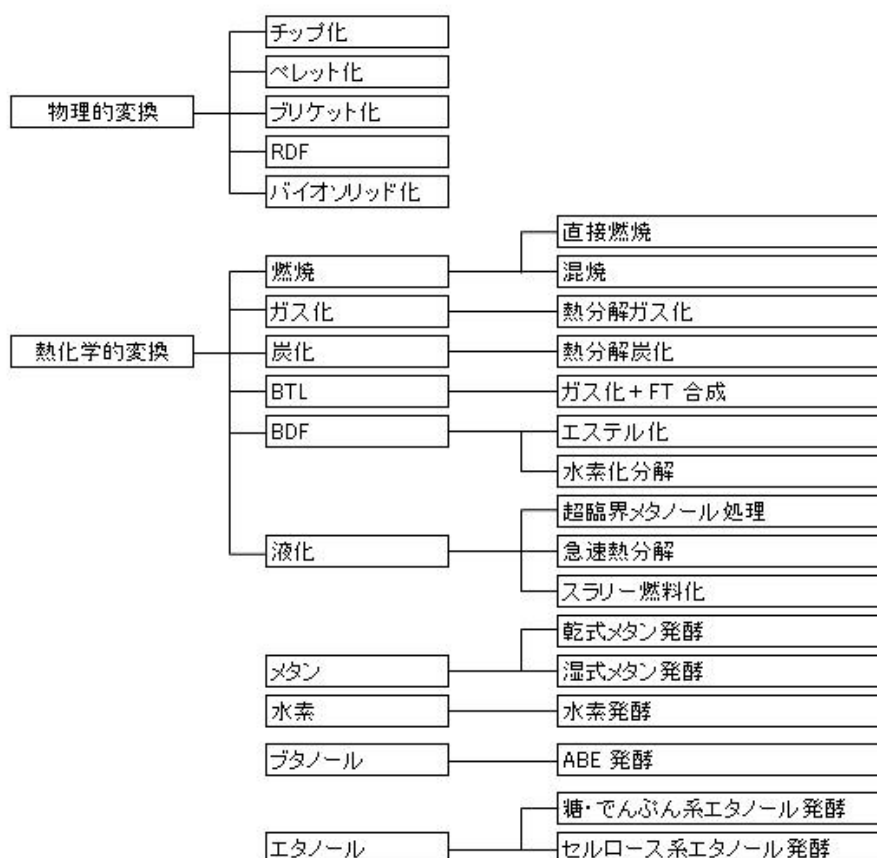 チップ化
ペレット化
物理的変換
ブリケット化
RDF
バイオソリッド化
直接燃焼
燃焼
混焼
ガス化
熱分解ガス化
熱化学的変換
炭化
熱分解炭化
BTL
ガス化+FT 合成
BDF
エステル化
水素化分解
超臨界メタノール処理
液化
急速熱分解
スラリー燃料化
乾式メタン発酵
メタン
湿式メタン発酵
水素
水素発酵
ブタノール
ABE 発酵
糖・でんぷん系エタノール発酵
エタノール
セルロース系エタノール発酵